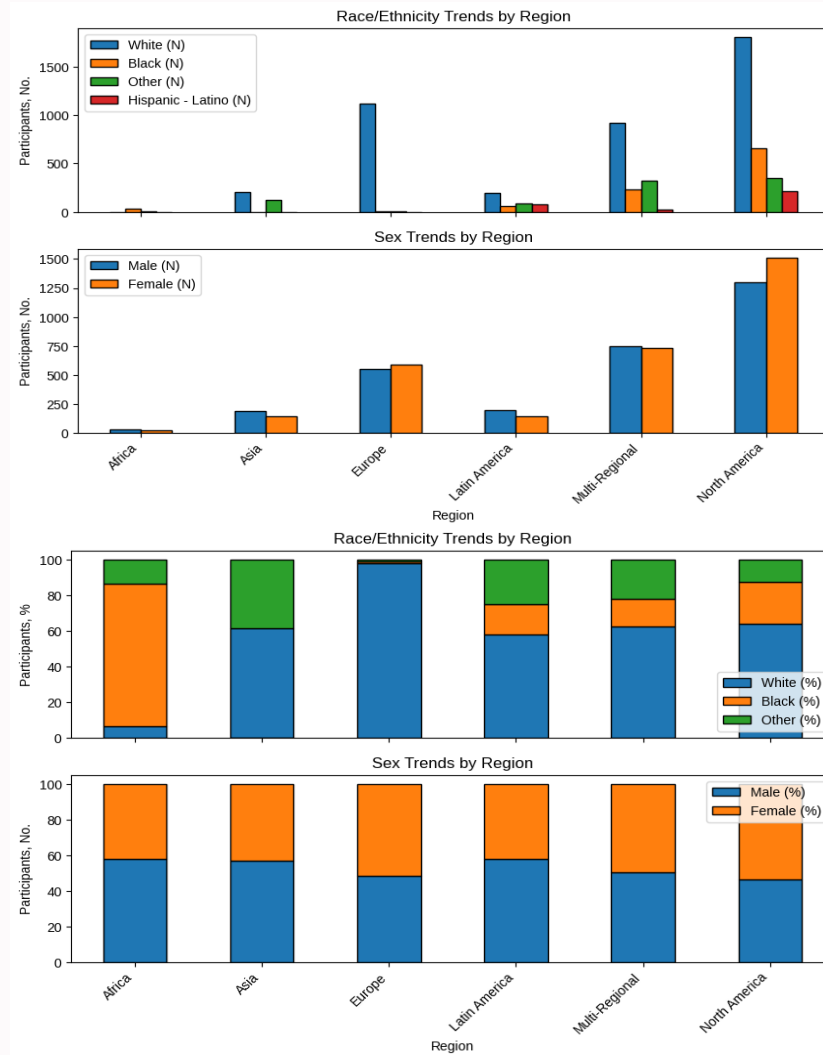 Race/Ethnicity Trends by Region
Participants, No.
1500
1000
500
0
White (N)
Black (N)
Other (N)
Hispanic - Latino (N)
Sex Trends by Region
Participants, No.
1500
1250
1000
750
500
250
0
Male (N)
Female (N)
Africa
Asia
Europe
Latin America
Multi-Regional
North America
Region
Race/Ethnicity Trends by Region
Participants, %
100
80
60
40
20
0
White (%)
Black (%)
Other (%)
Sex Trends by Region
Participants, No.
100
80
60
40
20
0
Male (%)
Female (%)
Africa
Asia
Europe
Latin America
Multi-Regional
North America
Region